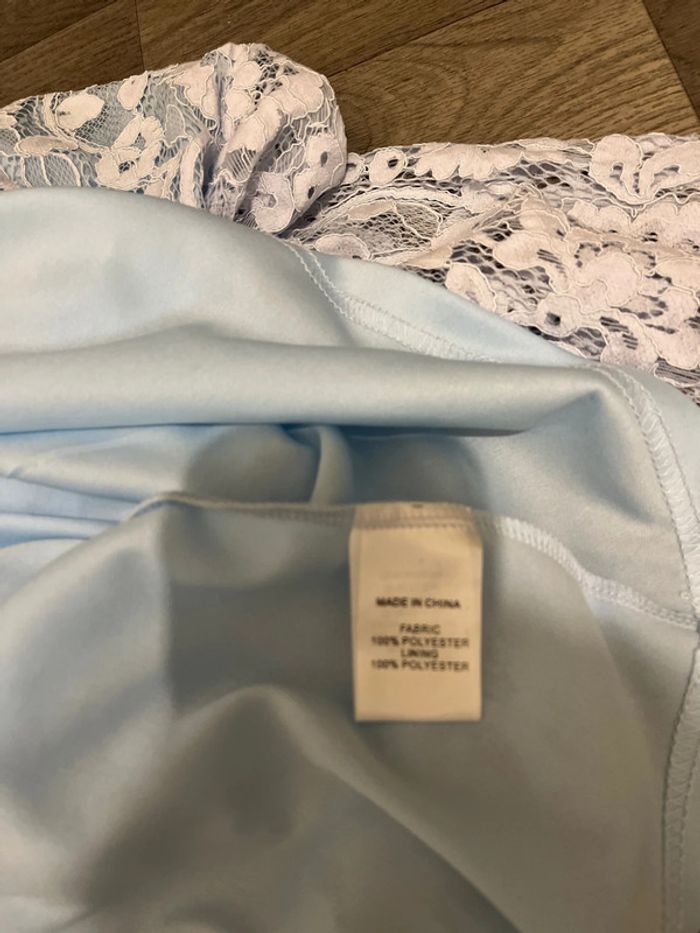 MADE IN CHINA
FABRIC
100% POLYESTER
LINING
100% POLYESTER